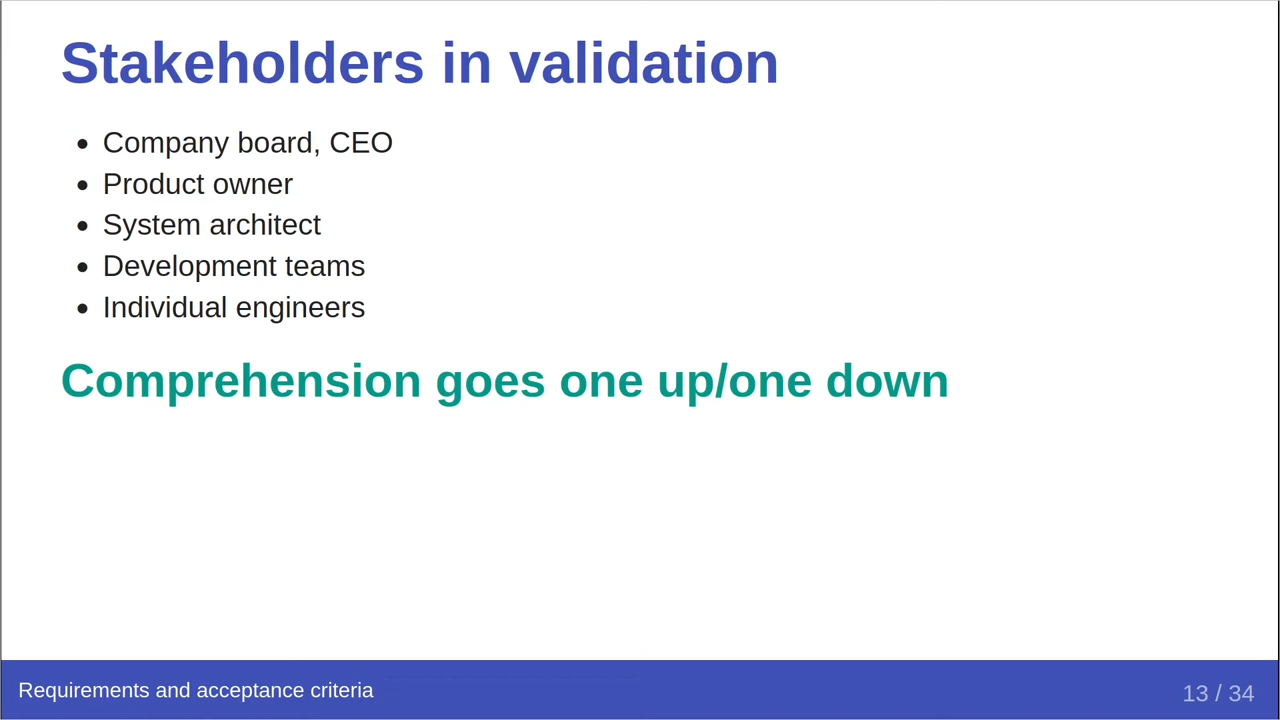 Stakeholders in validation
• Company board, CEO
• Product owner
• System architect
• Development teams
• Individual engineers
Comprehension goes one up/one down
Requirements and acceptance criteria
13 / 34